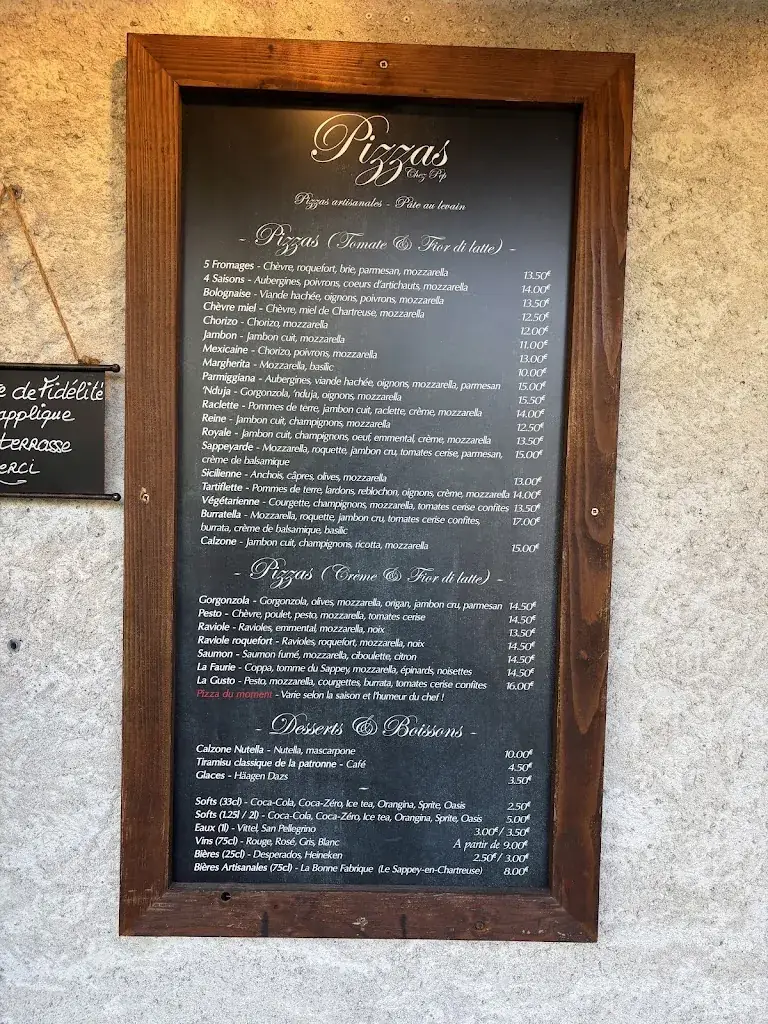 Pizzas
Chez Pep
Pizzas artisanales - Pâte au levain
- Pizzas (Tomate & Fior di latte) -
5 Fromages - Chèvre, roquefort, brie, parmesan, mozzarella 13.50€
4 Saisons - Aubergines, poivrons, coeurs d'artichauts, mozzarella 14.00€
Bolognaise - Viande hachée, oignons, poivrons, mozzarella 13.50€
Chèvre miel - Chèvre, miel de Chartreuse, mozzarella 12.50€
Chorizo - Chorizo, mozzarella 12.00€
Jambon - Jambon cuit, mozzarella 11.00€
Mexicaine - Chorizo, poivrons, mozzarella 13.00€
Margherita - Mozzarella, basilic 10.00€
Parmiggiana - Aubergines, viande hachée, oignons, mozzarella, parmesan 15.00€
'Nduja - Gorgonzola, 'nduja, oignons, mozzarella 15.50€
Raclette - Pommes de terre, jambon cuit, raclette, crème, mozzarella 14.00€
Reine - Jambon cuit, champignons, mozzarella 12.50€
Royale - Jambon cuit, champignons, oeuf, emmental, crème, mozzarella 13.50€
Sappeyarde - Mozzarella, roquette, jambon cru, tomates cerise, parmesan, 15.00€
crème de balsamique
Sicilienne - Anchois, câpres, olives, mozzarella 13.00€
Tartiflette - Pommes de terre, lardons, reblochon, oignons, crème, mozzarella 14.00€
Végétarienne - Courgette, champignons, mozzarella, tomates cerise confites 13.50€
Burratella - Mozzarella, roquette, jambon cru, tomates cerise confites, 17.00€
burrata, crème de balsamique, basilic
Calzone - Jambon cuit, champignons, ricotta, mozzarella 15.00€
- Pizzas (Crème & Fior di latte) -
Gorgonzola - Gorgonzola, olives, mozzarella, origan, jambon cru, parmesan 14.50€
Pesto - Chèvre, poulet, pesto, mozzarella, tomates cerise 14.50€
Raviole - Ravioles, emmental, mozzarella, noix 13.50€
Raviole roquefort - Ravioles, roquefort, mozzarella, noix 14.50€
Saumon - Saumon fumé, mozzarella, ciboulette, citron 14.50€
La Faurie - Coppa, tomme du Sappey, mozzarella, épinards, noisettes 14.50€
La Gusto - Pesto, mozzarella, courgettes, burrata, tomates cerise confites 16.00€
Pizza du moment - Varie selon la saison et l'humeur du chef !
- Desserts & Boissons -
Calzone Nutella - Nutella, mascarpone 10.00€
Tiramisu classique de la patronne - Café 4.50€
Glaces - Häagen Dazs 3.50€
~
Softs (33cl) - Coca-Cola, Coca-Zéro, Ice tea, Orangina, Sprite, Oasis 2.50€
Softs (1.25l / 2l) - Coca-Cola, Coca-Zéro, Ice tea, Orangina, Sprite, Oasis 5.00€
Eaux (1l) - Vittel, San Pellegrino 3.00€ / 3.50€
Vins (75cl) - Rouge, Rosé, Gris, Blanc A partir de 9.00€
Bières (25cl) - Desperados, Heineken 2.50€ / 3.00€
Bières Artisanales (75cl) - La Bonne Fabrique (Le Sappey-en-Chartreuse) 8.00€
e de Fidélité
applique
terrasse
erci